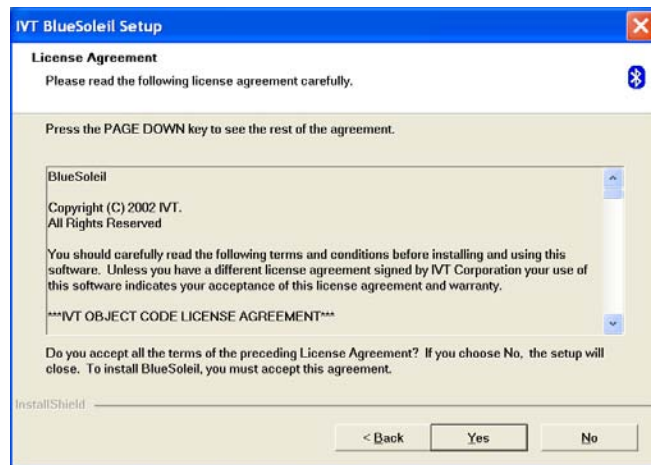 IVT BlueSoleil Setup
License Agreement
Please read the following license agreement carefully.
Press the PAGE DOWN key to see the rest of the agreement.
BlueSoleil
Copyright (C) 2002 IVT.
All Rights Reserved
You should carefully read the following terms and conditions before installing and using this
software. Unless you have a different license agreement signed by IVT Corporation your use of
this software indicates your acceptance of this license agreement and warranty.
***IVT OBJECT CODE LICENSE AGREEMENT***
Do you accept all the terms of the preceding License Agreement? If you choose No, the setup will
close. To install BlueSoleil, you must accept this agreement.
InstallShield
< Back Yes No